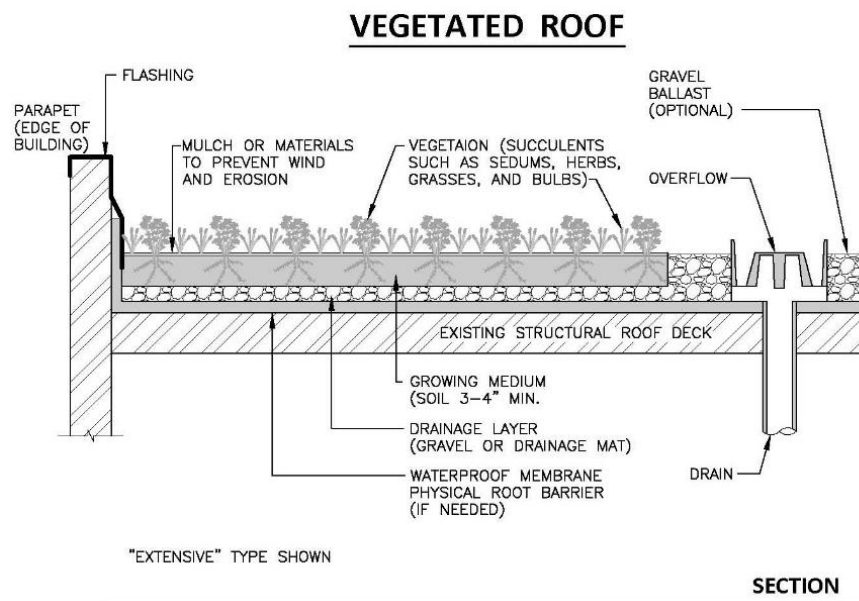 VEGETATED ROOF
FLASHING
PARAPET
(EDGE OF
BUILDING)
MULCH OR MATERIALS
TO PREVENT WIND
AND EROSION
VEGETAION (SUCCULENTS
SUCH AS SEDUMS, HERBS,
GRASSES, AND BULBS)
GRAVEL
BALLAST
(OPTIONAL)
OVERFLOW
EXISTING STRUCTURAL ROOF DECK
GROWING MEDIUM
(SOIL 3-4" MIN.
DRAINAGE LAYER
(GRAVEL OR DRAINAGE MAT)
WATERPROOF MEMBRANE
PHYSICAL ROOT BARRIER
(IF NEEDED)
DRAIN
"EXTENSIVE" TYPE SHOWN
SECTION